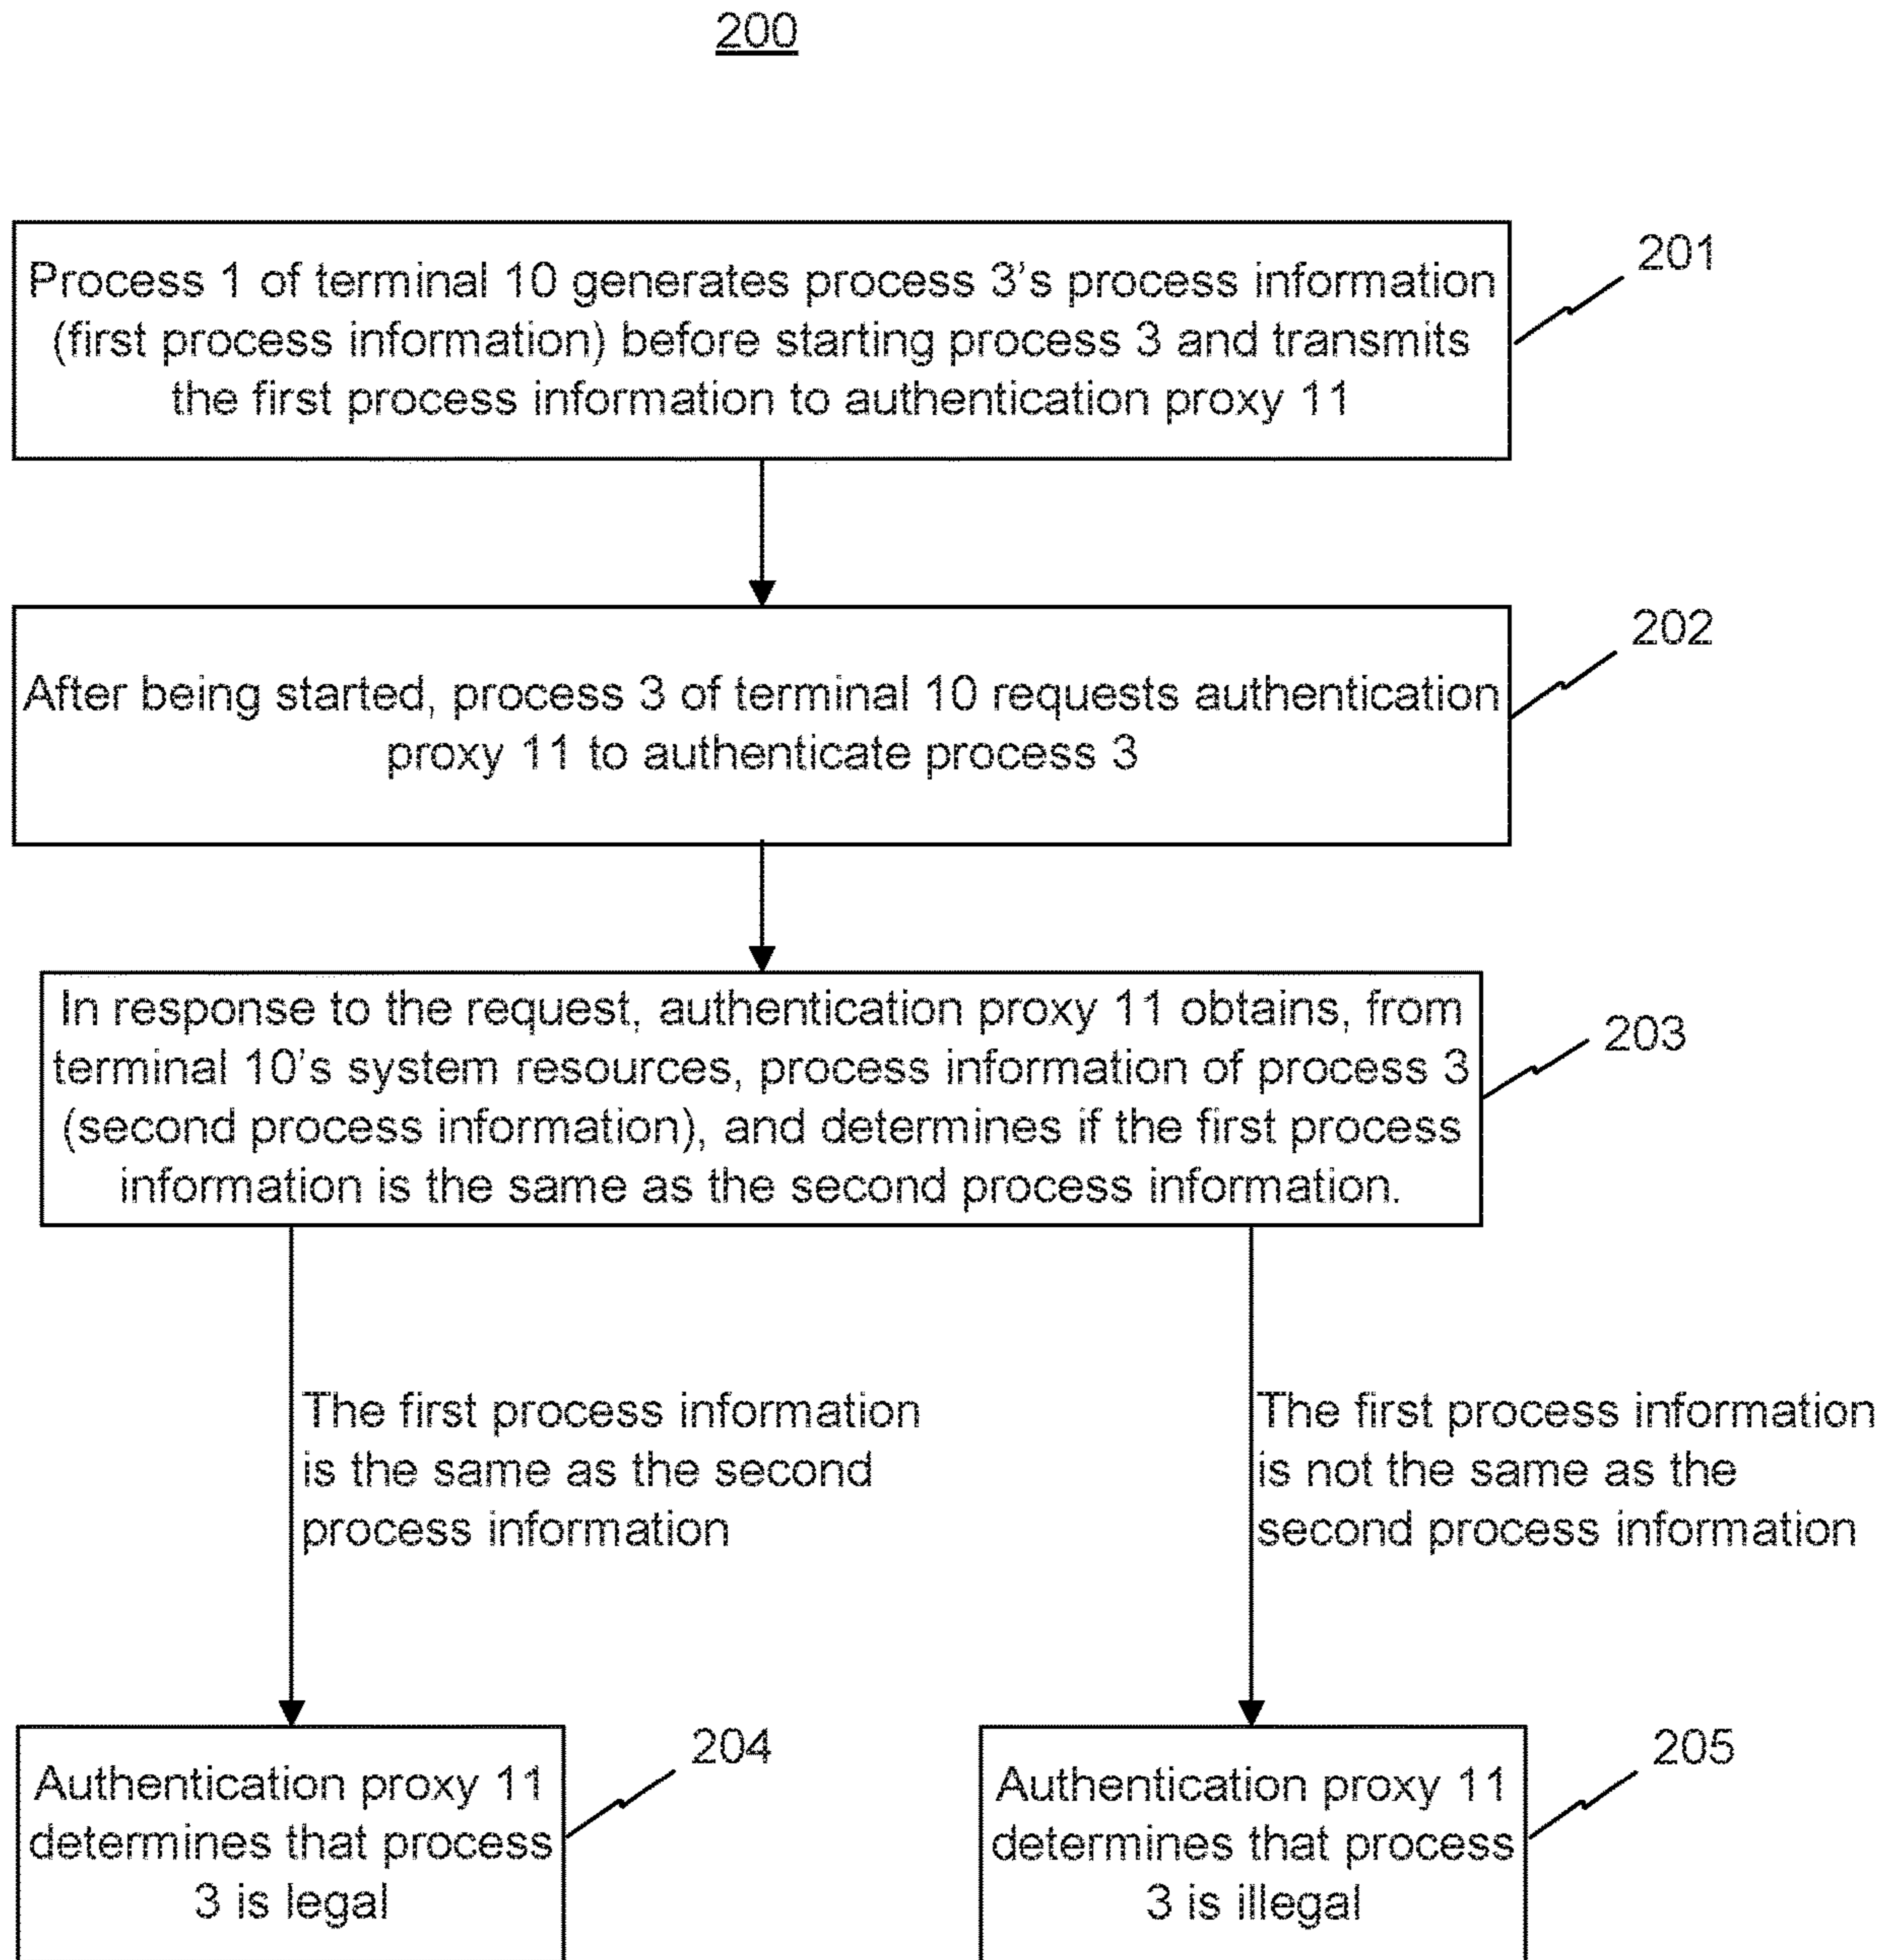 200
Process 1 of terminal 10 generates process 3's process information
(first process information) before starting process 3 and transmits
the first process information to authentication proxy 11
201
After being started, process 3 of terminal 10 requests authentication
proxy 11 to authenticate process 3
202
In response to the request, authentication proxy 11 obtains, from
terminal 10's system resources, process information of process 3
(second process information), and determines if the first process
information is the same as the second process information.
203
The first process information
is the same as the second
process information
The first process information
is not the same as the
second process information
Authentication proxy 11
determines that process
3 is legal
204
Authentication proxy 11
determines that process
3 is illegal
205